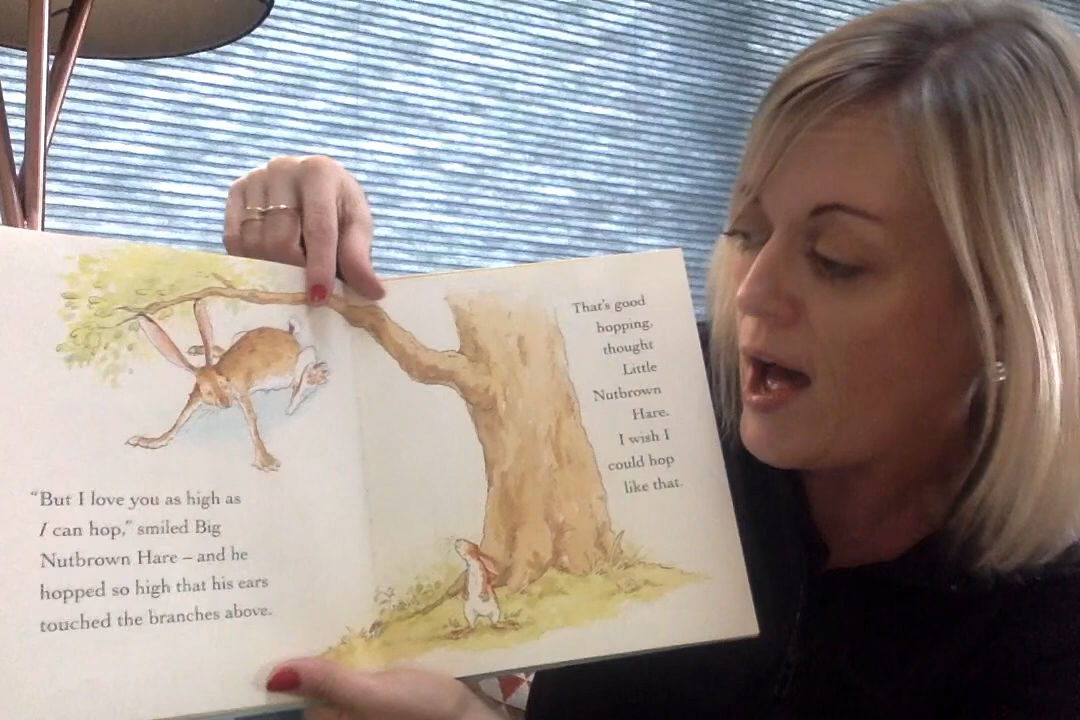 “But I love you as high as
I can hop,” smiled Big
Nutbrown Hare – and he
hopped so high that his ears
touched the branches above.
That's good
hopping,
thought
Little
Nutbrown
Hare.
I wish I
could hop
like that.